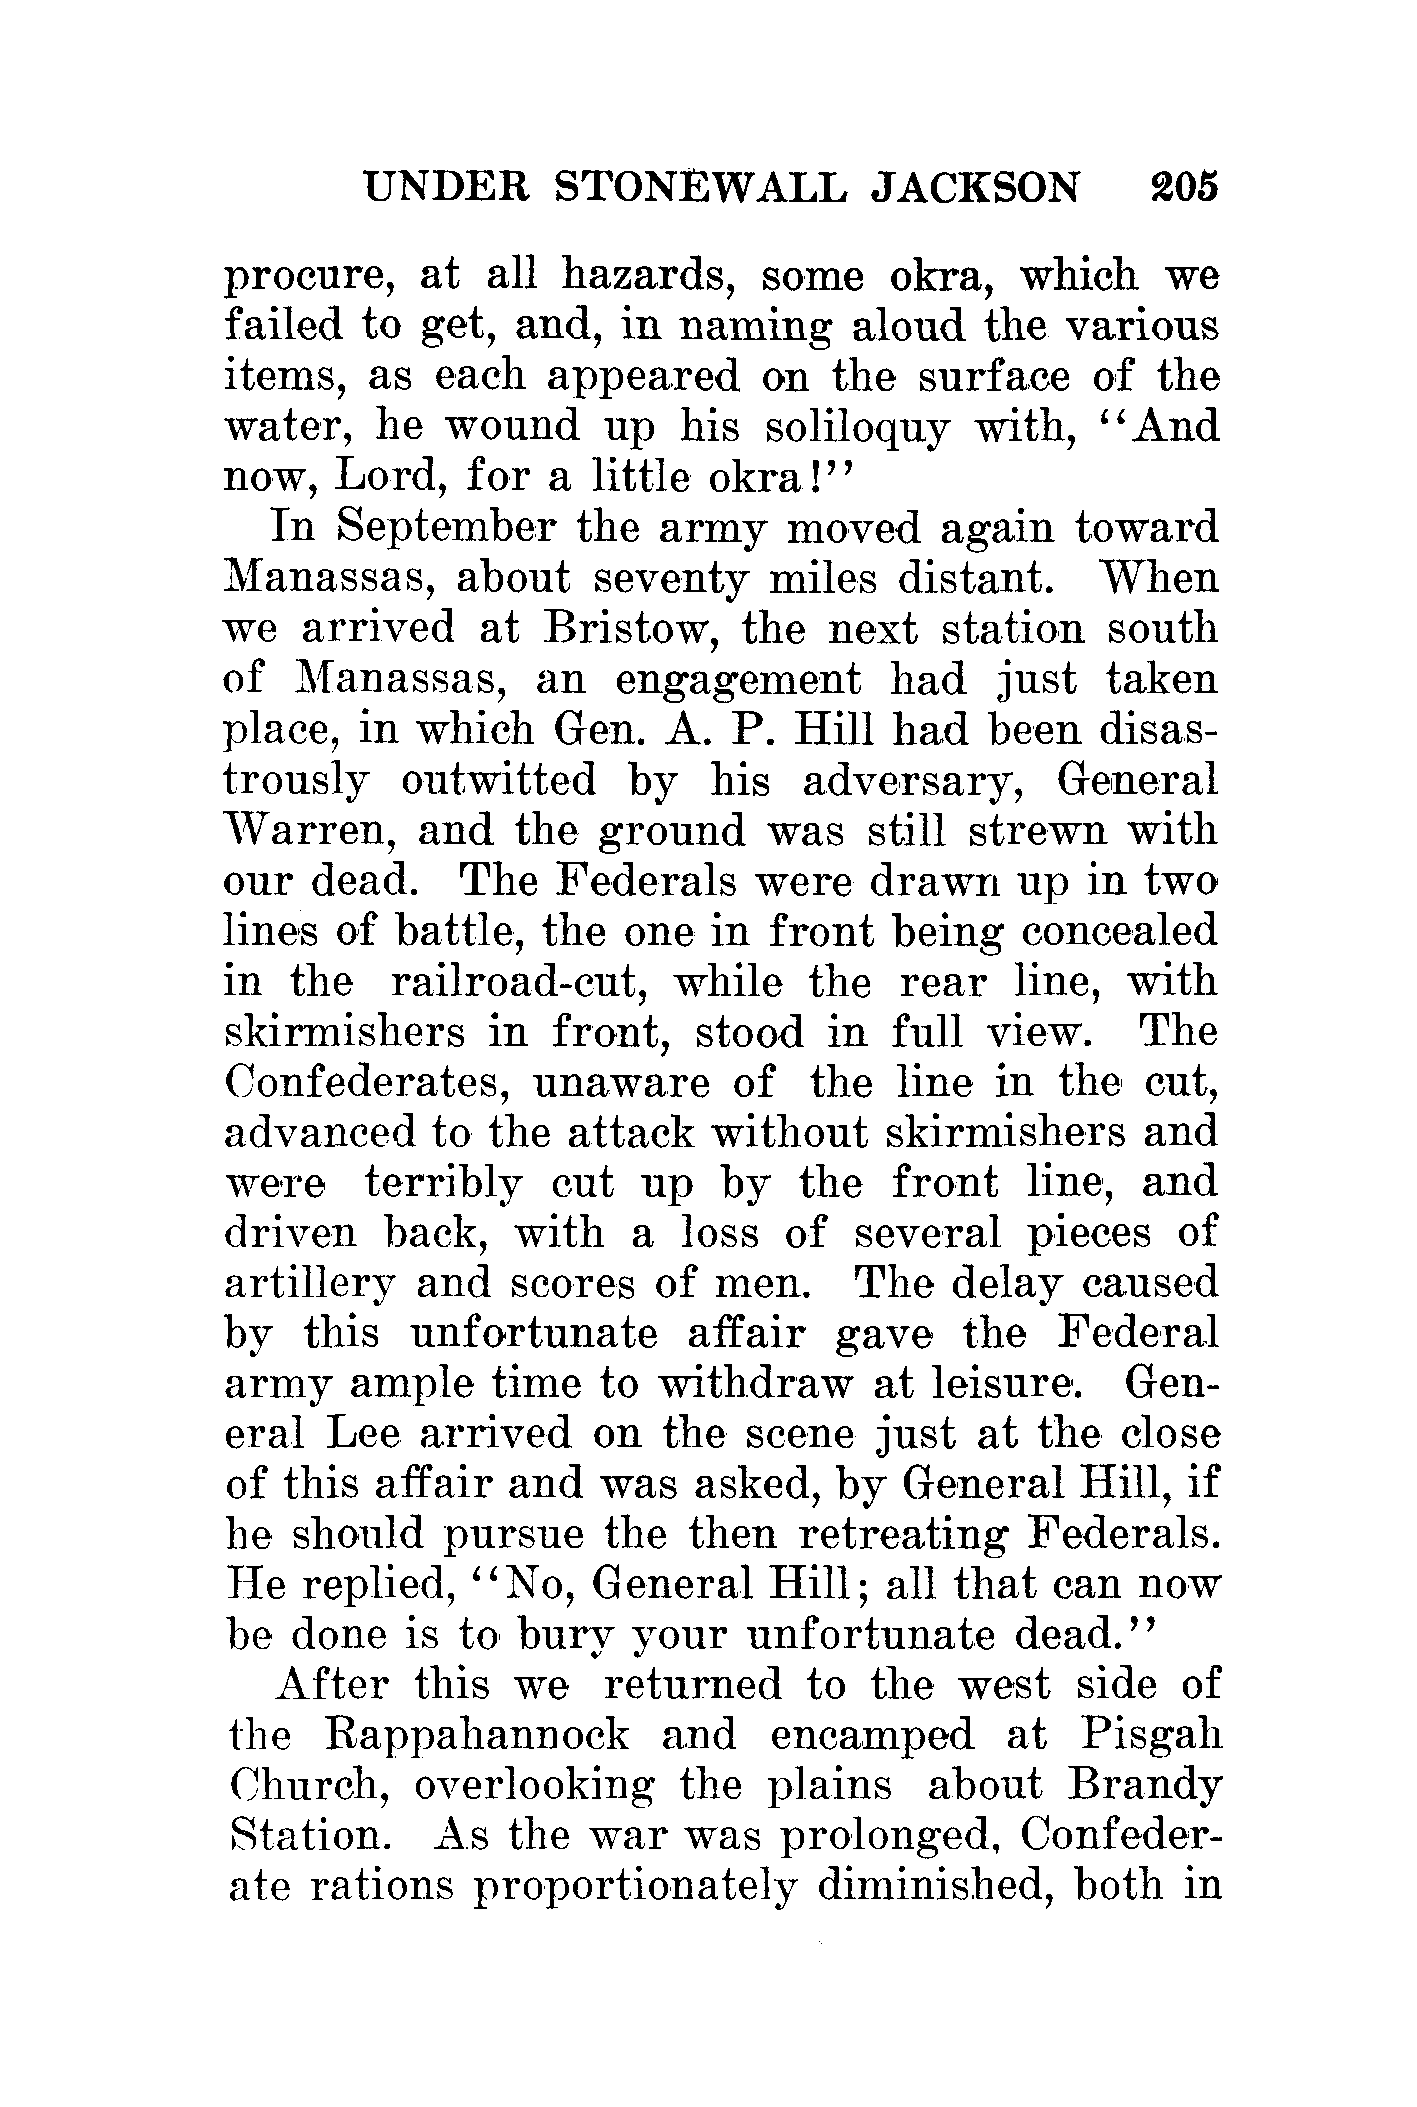 UNDER STONEWALL JACKSON 205
procure, at all hazards, some okra, which we
failed to get, and, in naming aloud the various
items, as each appeared on the surface of the
water, he wound up his soliloquy with, "And
now, Lord, for a little okra!"
In September the army moved again toward
Manassas, about seventy miles distant. When
we arrived at Bristow, the next station south
of Manassas, an engagement had just taken
place, in which Gen. A. P. Hill had been disas-
trously outwitted by his adversary, General
Warren, and the ground was still strewn with
our dead. The Federals were drawn up in two
lines of battle, the one in front being concealed
in the railroad-cut, while the rear line, with
skirmishers in front, stood in full view. The
Confederates, unaware of the line in the cut,
advanced to the attack without skirmishers and
were terribly cut up by the front line, and
driven back, with a loss of several pieces of
artillery and scores of men. The delay caused
by this unfortunate affair gave the Federal
army ample time to withdraw at leisure. Gen-
eral Lee arrived on the scene just at the close
of this affair and was asked, by General Hill, if
he should pursue the then retreating Federals.
He replied, "No, General Hill; all that can now
be done is to bury your unfortunate dead."
After this we returned to the west side of
the Rappahannock and encamped at Pisgah
Church, overlooking the plains about Brandy
Station. As the war was prolonged, Confeder-
ate rations proportionately diminished, both in